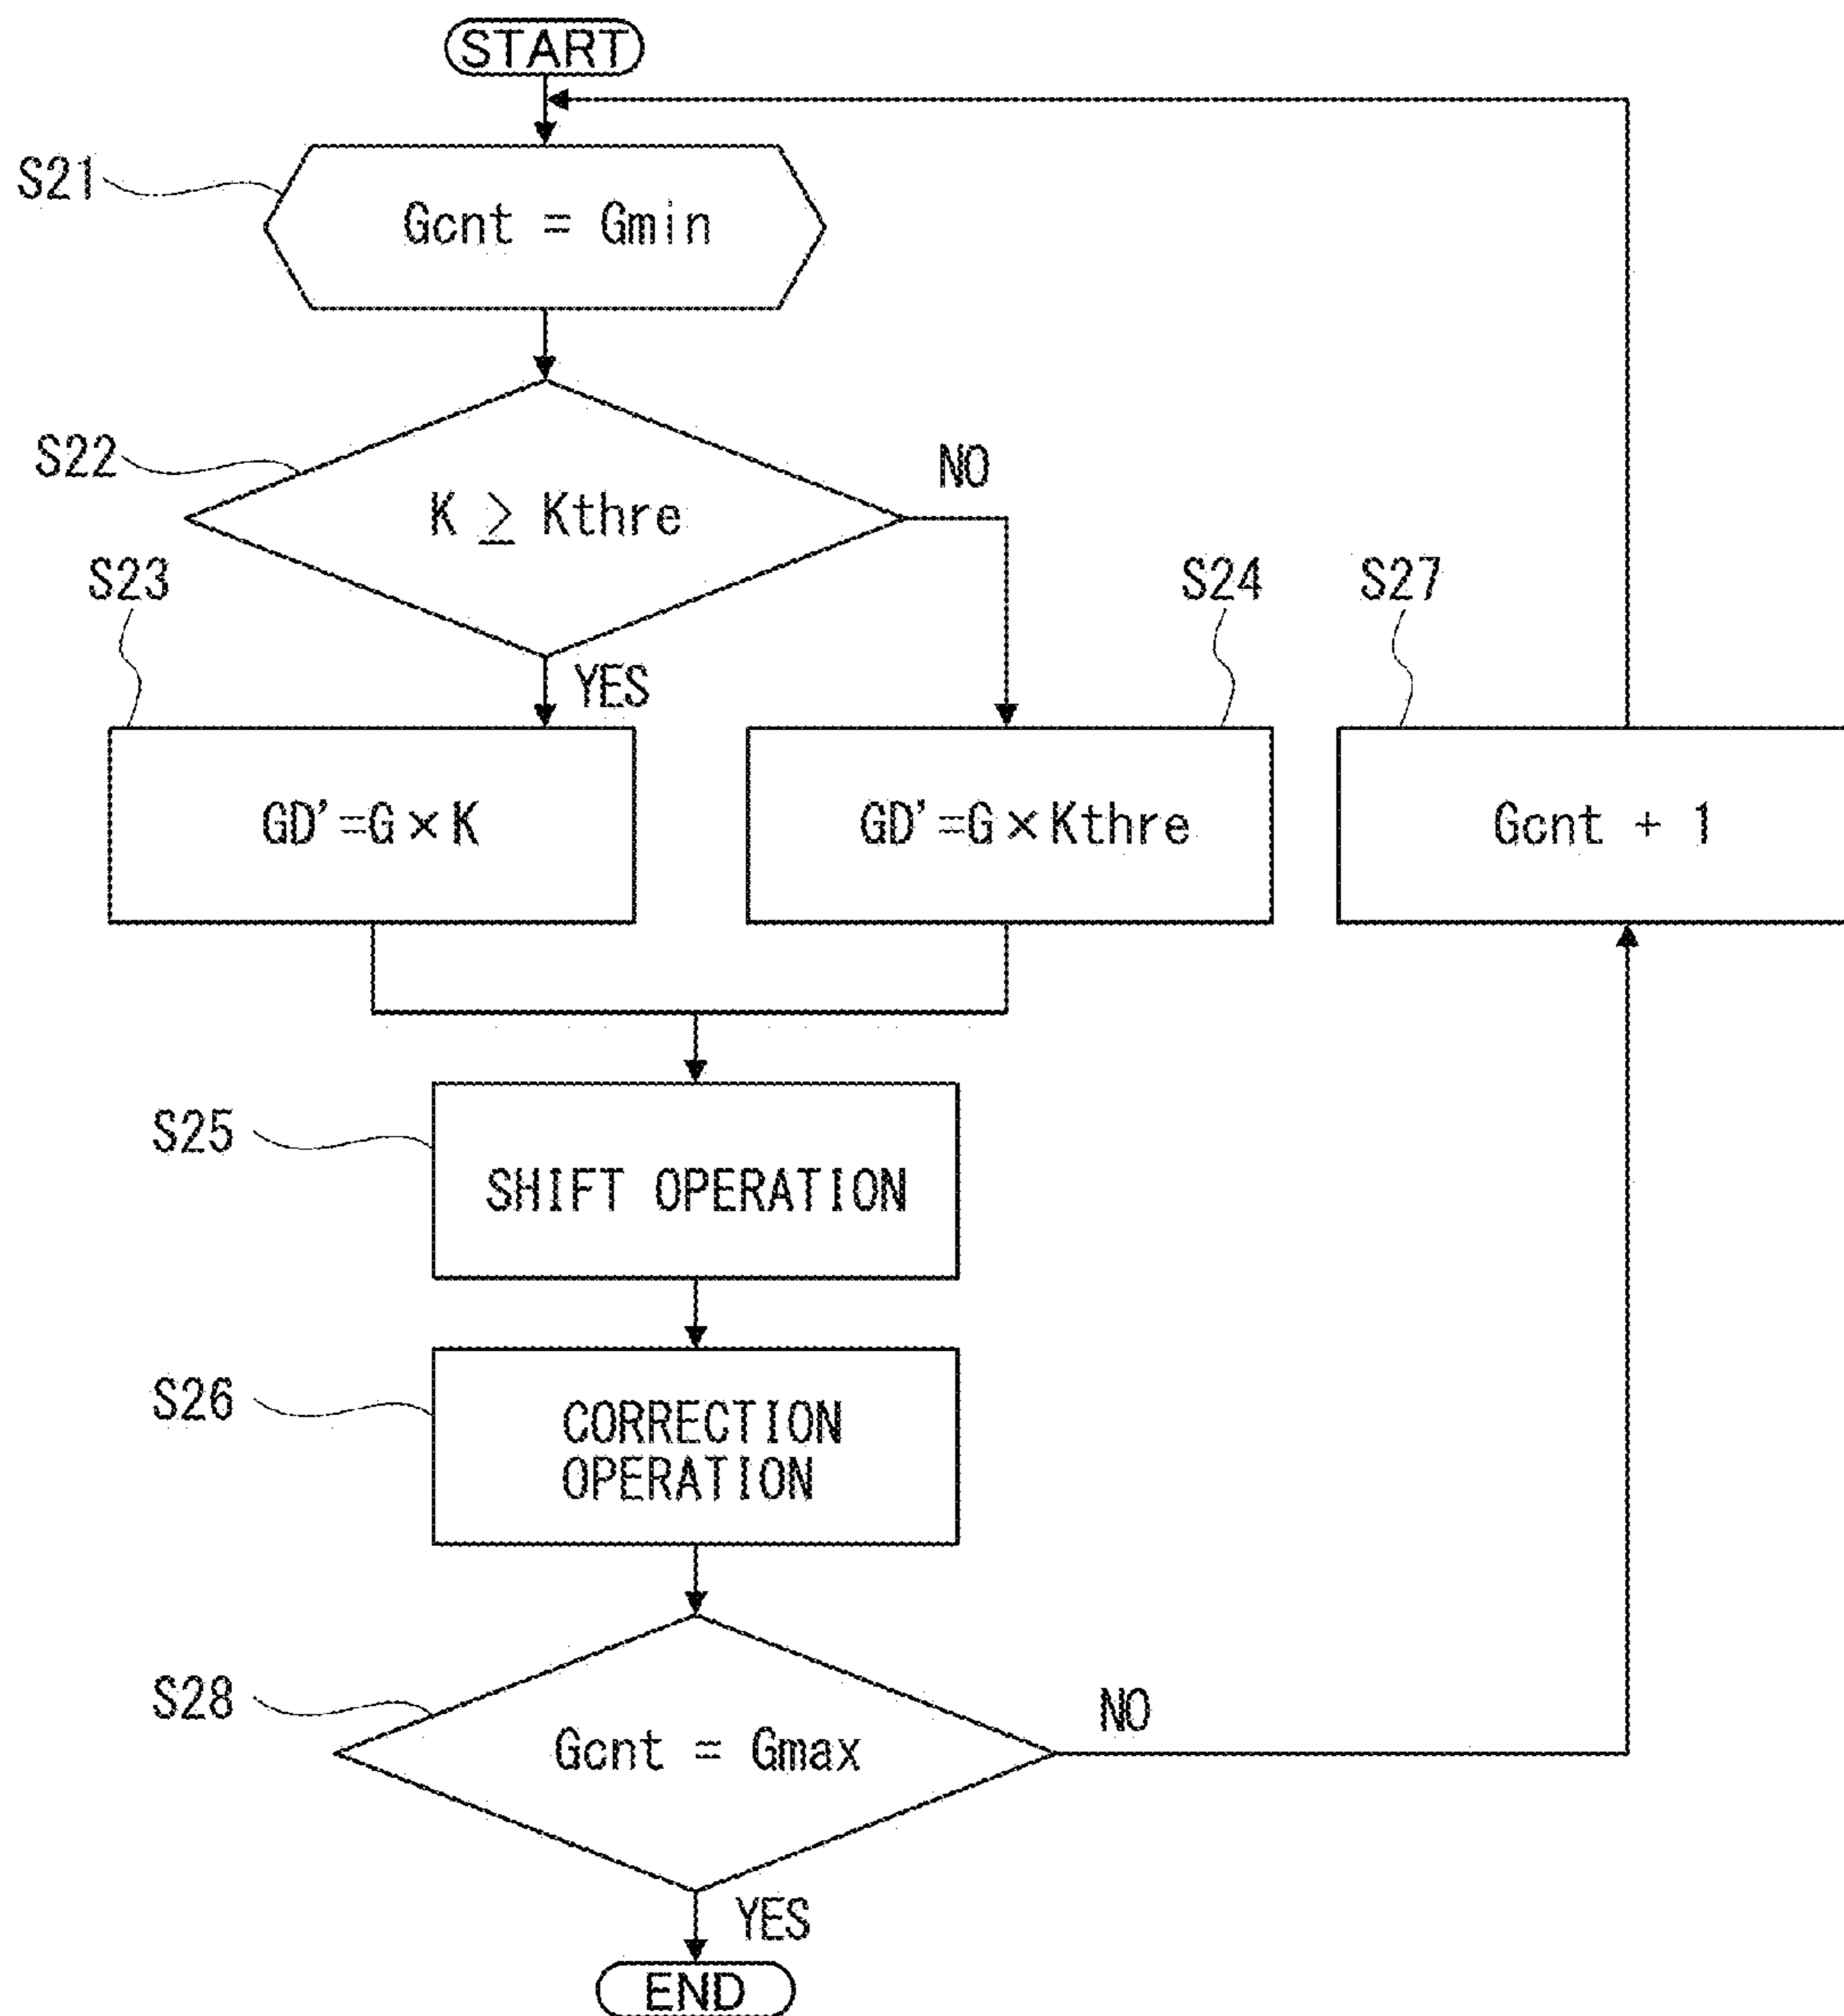 START
S21
Gcnt = Gmin
S22
NO
K ≥ Kthre
S23
S24
S27
YES
GD'=G×K
GD'=G×Kthre
Gcnt + 1
S25
SHIFT OPERATION
S26
CORRECTION
OPERATION
S28
NO
Gcnt = Gmax
YES
END